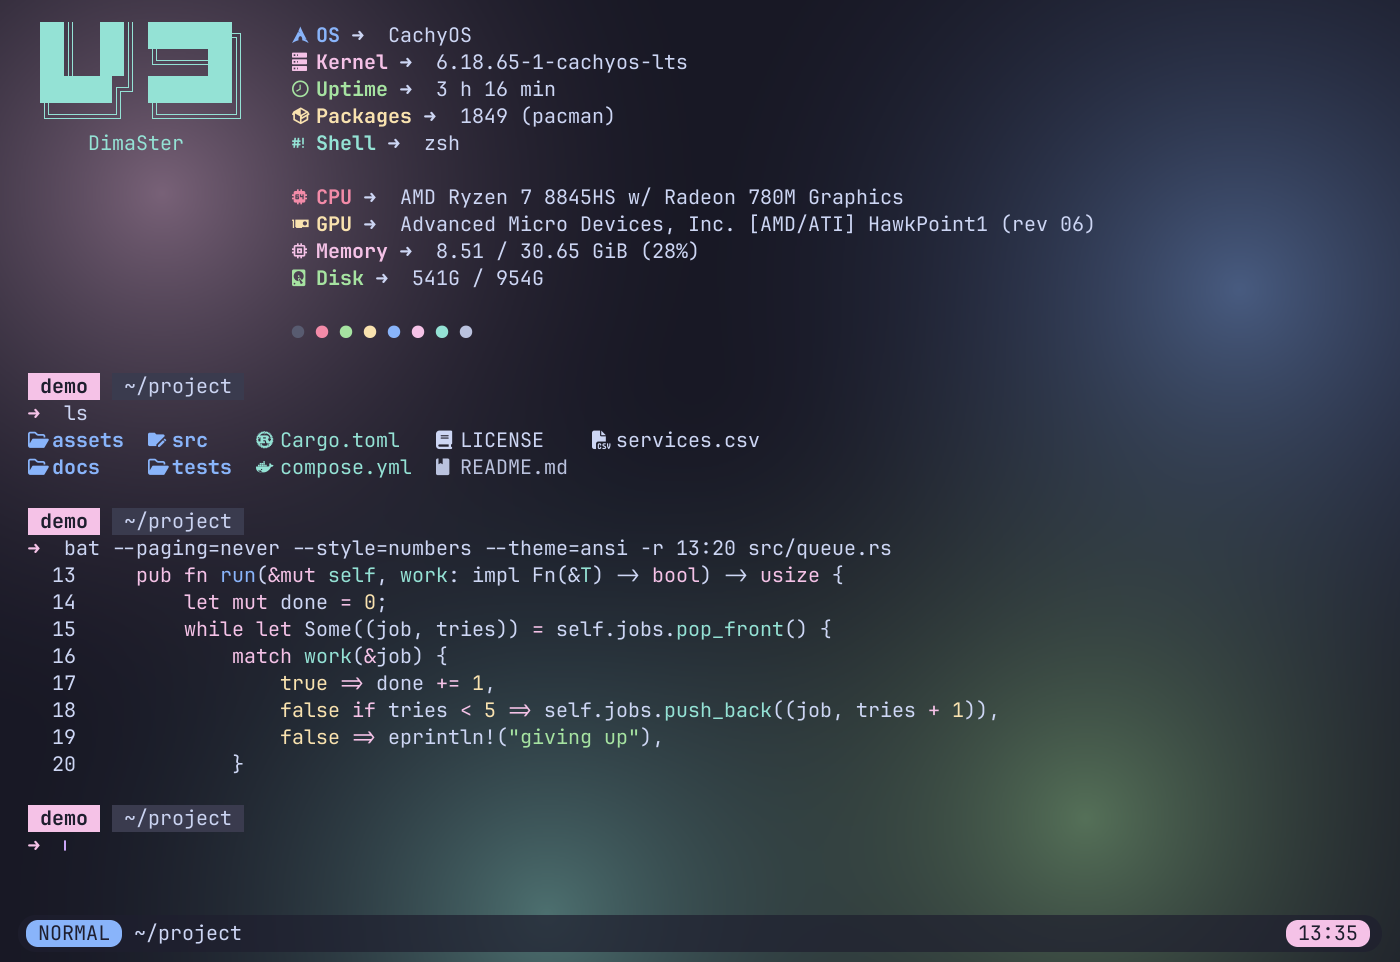 OS ➜ CachyOS
Kernel ➜ 6.18.65-1-cachyos-lts
Uptime ➜ 3 h 16 min
Packages ➜ 1849 (pacman)
DimaSter
#! Shell ➜ zsh
CPU ➜ AMD Ryzen 7 8845HS w/ Radeon 780M Graphics
GPU ➜ Advanced Micro Devices, Inc. [AMD/ATI] HawkPoint1 (rev 06)
Memory ➜ 8.51 / 30.65 GiB (28%)
Disk ➜ 541G / 954G
demo ~/project
➜ ls
assets src Cargo.toml LICENSE services.csv
docs tests compose.yml README.md
demo ~/project
➜ bat --paging=never --style=numbers --theme=ansi -r 13:20 src/queue.rs
13     pub fn run(&mut self, work: impl Fn(&T) -> bool) -> usize {
14         let mut done = 0;
15         while let Some((job, tries)) = self.jobs.pop_front() {
16             match work(&job) {
17                 true => done += 1,
18                 false if tries < 5 => self.jobs.push_back((job, tries + 1)),
19                 false => eprintln!("giving up"),
20             }
demo ~/project
➜
NORMAL ~/project 13:35